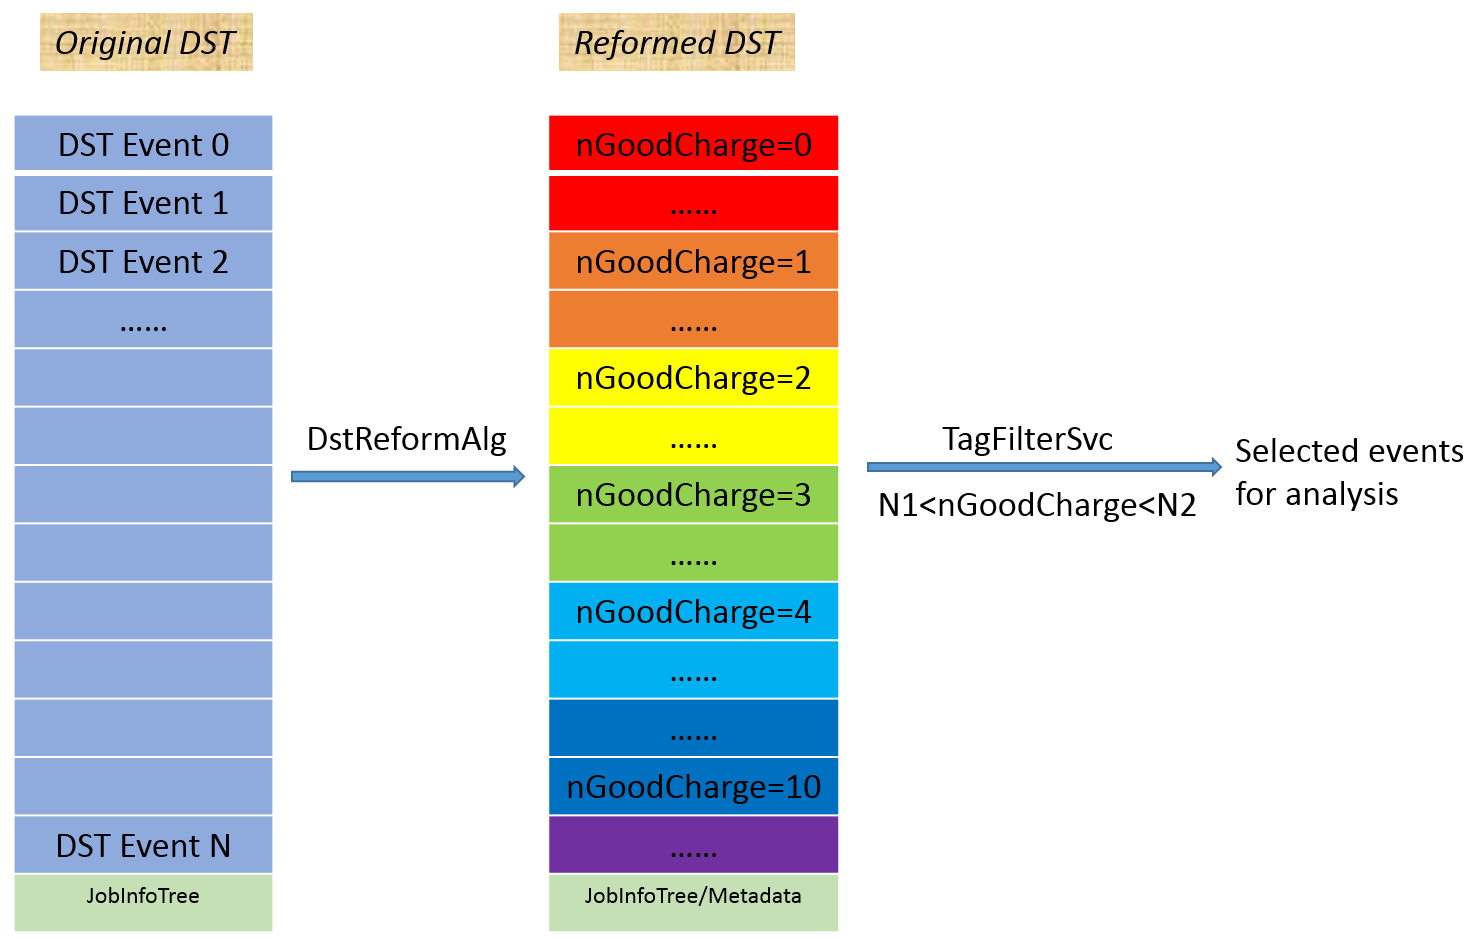 Original DST
Reformed DST
DST Event 0
DST Event 1
DST Event 2
......
DST Event N
JobInfoTree
DstReformAlg
nGoodCharge=0
......
nGoodCharge=1
......
nGoodCharge=2
......
nGoodCharge=3
......
nGoodCharge=4
......
......
nGoodCharge=10
......
JobInfoTree/Metadata
TagFilterSvc
N1<nGoodCharge<N2
Selected events
for analysis